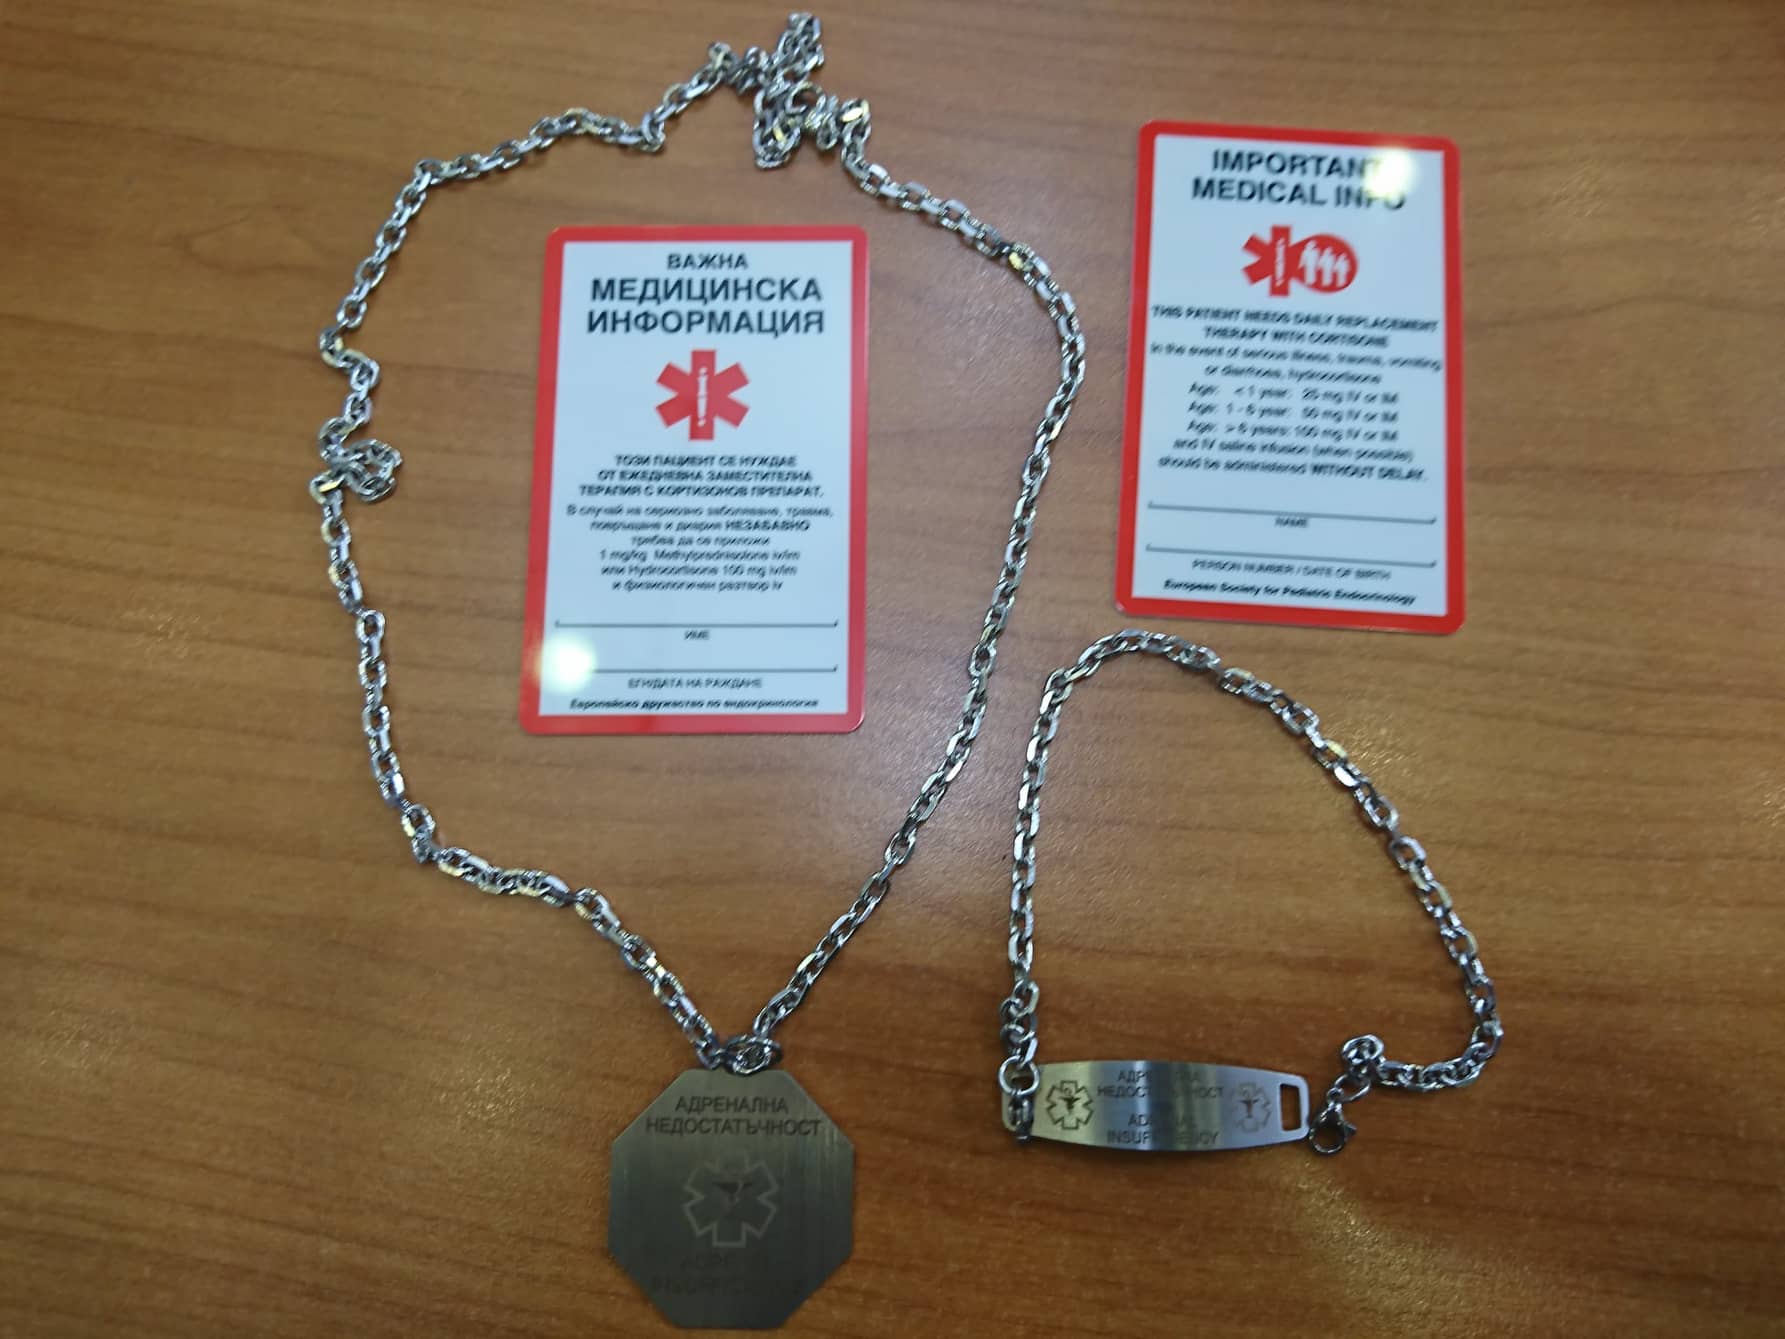 ВАЖНА
МЕДИЦИНСКА
ИНФОРМАЦИЯ
ТОЗИ ПАЦИЕНТ СЕ НУЖДАЕ
ОТ ЕЖЕДНЕВНА ЗАМЕСТИТЕЛНА
ТЕРАПИЯ С КОРТИЗОНОВ ПРЕПАРАТ.
В случай на сериозно заболяване, травма,
повръщане и диария НЕЗАБАВНО
трябва да се приложи
1 mg/kg Methylprednisolone iv/im
или Hydrocortisone 100 mg iv/im
и физиологичен разтвор iv
ИМЕ
ЕГН/ДАТА НА РАЖДАНЕ
Европейско дружество по ендокринология
IMPORTANT
MEDICAL INFO
THIS PATIENT NEEDS DAILY REPLACEMENT
THERAPY WITH CORTISONE
In the event of serious illness, trauma, vomiting
or diarrhoea, hydrocortisone
Age: < 1 year: 25 mg IV or IM
Age: 1 - 6 year: 50 mg IV or IM
Age: > 6 years: 100 mg IV or IM
and IV saline infusion (when possible)
should be administered WITHOUT DELAY.
NAME
PERSON NUMBER / DATE OF BIRTH
European Society for Pediatric Endocrinology
АДРЕНАЛНА
НЕДОСТАТЪЧНОСТ
АДРЕНАЛНА
НЕДОСТАТЪЧНОСТ
ADRENAL
INSUFFICIENCY